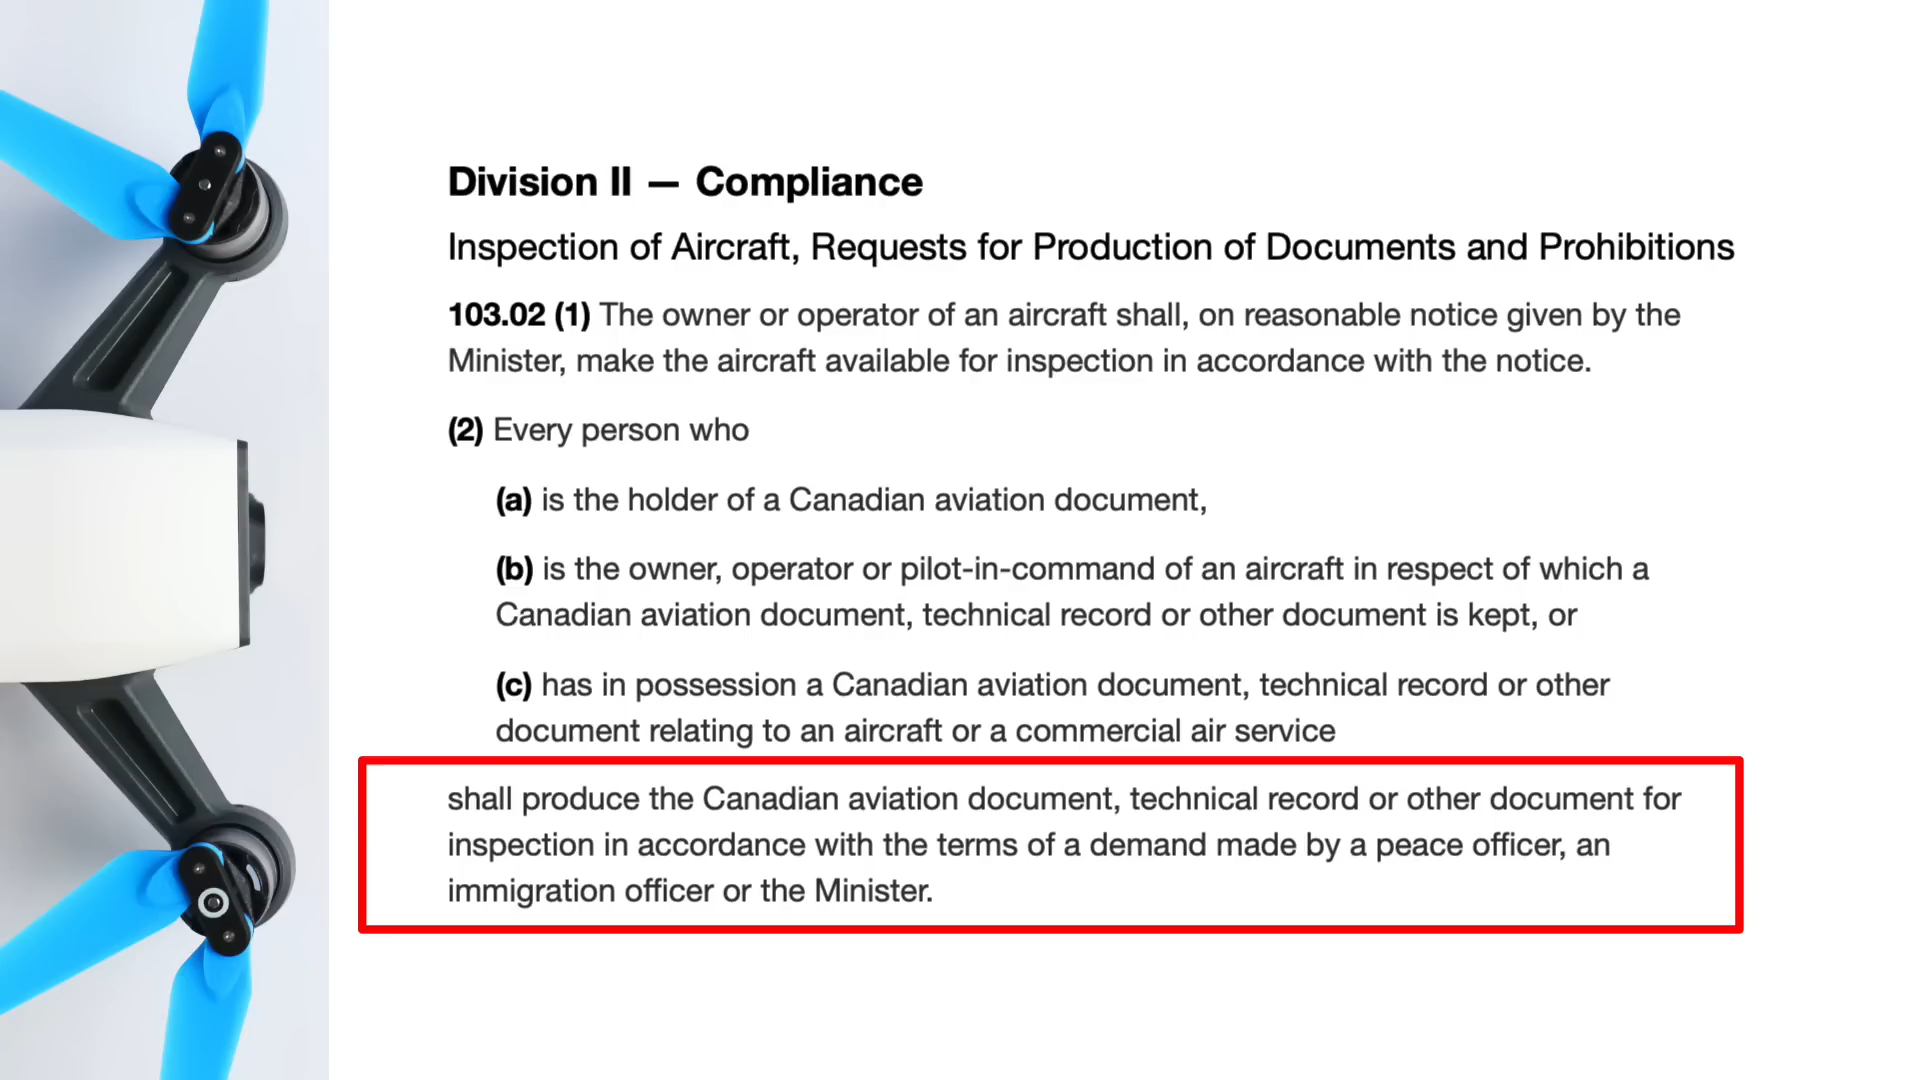 Division II — Compliance
Inspection of Aircraft, Requests for Production of Documents and Prohibitions
103.02 (1) The owner or operator of an aircraft shall, on reasonable notice given by the
Minister, make the aircraft available for inspection in accordance with the notice.
(2) Every person who
(a) is the holder of a Canadian aviation document,
(b) is the owner, operator or pilot-in-command of an aircraft in respect of which a
Canadian aviation document, technical record or other document is kept, or
(c) has in possession a Canadian aviation document, technical record or other
document relating to an aircraft or a commercial air service
shall produce the Canadian aviation document, technical record or other document for
inspection in accordance with the terms of a demand made by a peace officer, an
immigration officer or the Minister.